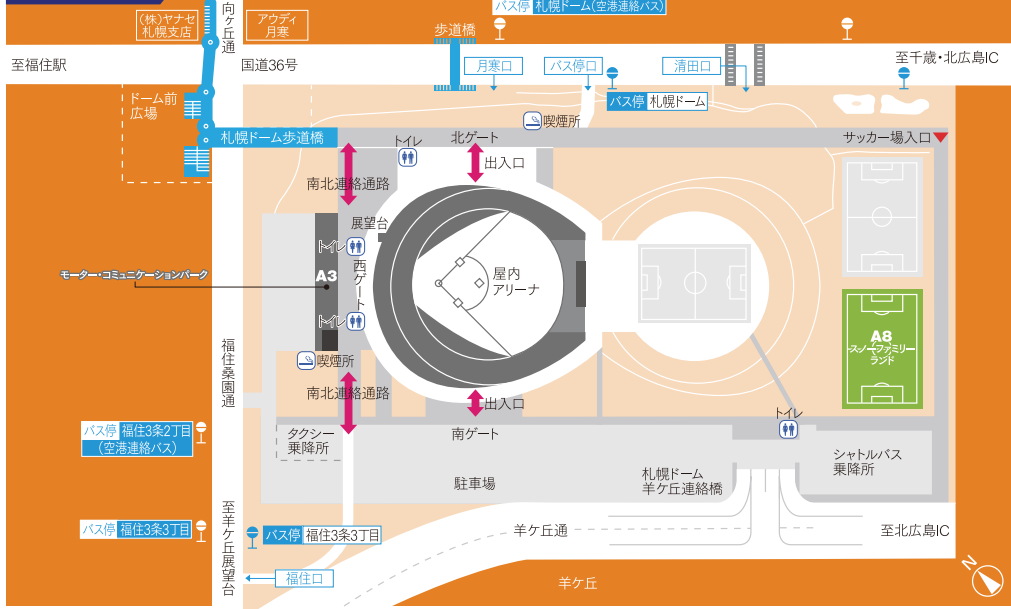 バス停 札幌ドーム(空港連絡バス)
(株)ヤナセ
札幌支店
向ヶ丘通
アウディ
月寒
歩道橋
至福住駅
国道36号
月寒口
バス停口
清田口
至千歳・北広島IC
ドーム前
広場
バス停 札幌ドーム
喫煙所
札幌ドーム歩道橋
トイレ
北ゲート
サッカー場入口
出入口
南北連絡通路
展望台
トイレ
モーター・コミュニケーションパーク
A3
西ゲート
屋内
アリーナ
トイレ
A8
スノーファミリー
ランド
喫煙所
福住桑園通
南北連絡通路
出入口
トイレ
バス停 福住3条2丁目
(空港連絡バス)
タクシー
乗降所
南ゲート
シャトルバス
乗降所
駐車場
札幌ドーム
羊ケ丘連絡橋
バス停 福住3条3丁目
至羊ケ丘展望台
バス停 福住3条3丁目
羊ケ丘通
至北広島IC
福住口
羊ケ丘
N